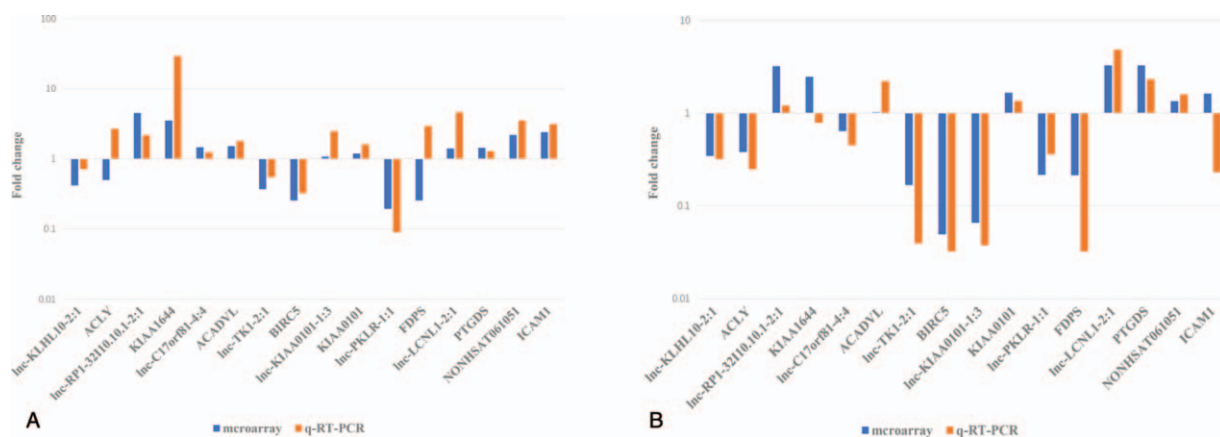 100
10
1
0.1
0.01
Fold change
lnc-KLHL10-2:1
ACLY
lnc-RP1-32I10.10.1-2:1
KIAA1644
lnc-C17orf81-4:4
ACADVL
lnc-TK1-2:1
BIRC5
lnc-KIAA0101-1:3
KIAA0101
lnc-PKLR-1:1
FDPS
lnc-LCNL1-2:1
PTGDS
NONHSAT061051
ICAM1
A
mcroarray
q-RT-PCR
10
1
0.1
0.01
Fold change
lnc-KLHL10-2:1
ACLY
lnc-RP1-32I10.10.1-2:1
KIAA1644
lnc-C17orf81-4:4
ACADVL
lnc-TK1-2:1
BIRC5
lnc-KIAA0101-1:3
KIAA0101
lnc-PKLR-1:1
FDPS
lnc-LCNL1-2:1
PTGDS
NONHSAT061051
ICAM1
B
mcroarray
q-RT-PCR